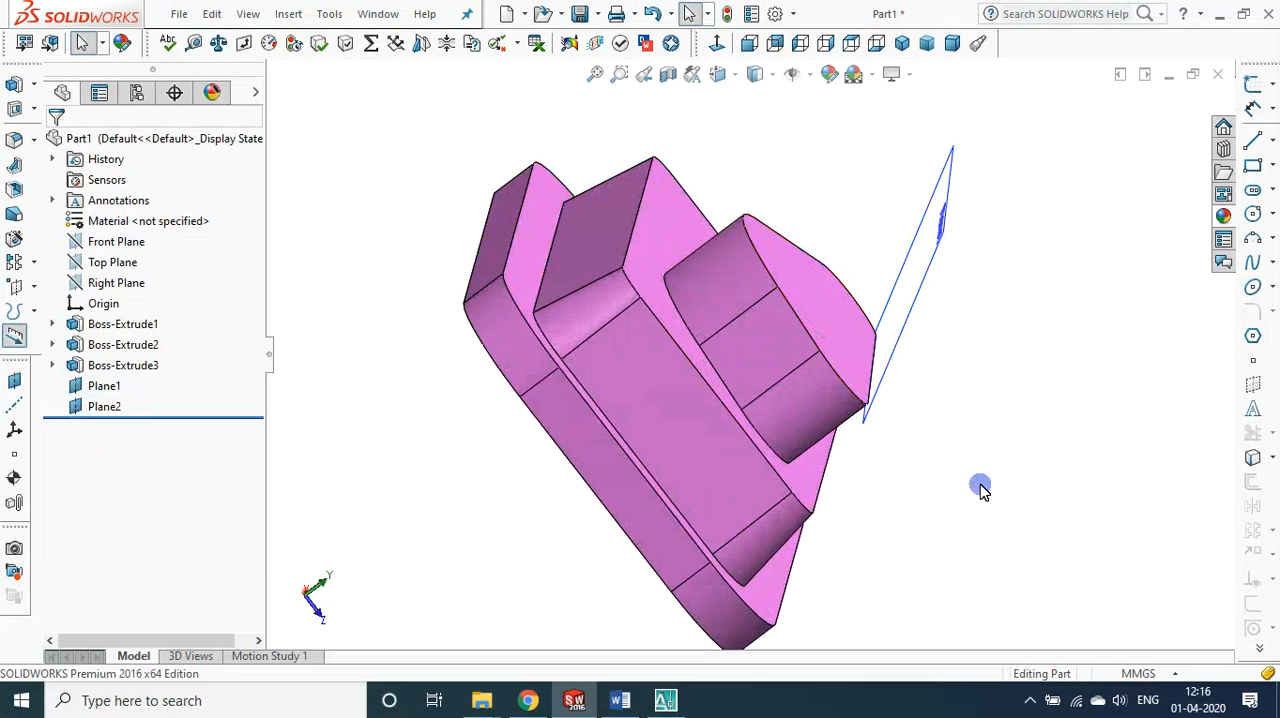 SOLIDWORKS
File Edit View Insert Tools Window Help
Part1 *
Search SOLIDWORKS Help
Part1 (Default<<Default>_Display State
History
Sensors
Annotations
Material <not specified>
Front Plane
Top Plane
Right Plane
Origin
Boss-Extrude1
Boss-Extrude2
Boss-Extrude3
Plane1
Plane2
Y
X
Z
Model 3D Views Motion Study 1
SOLIDWORKS Premium 2016 x64 Edition
Editing Part
MMGS
Type here to search
ENG
12:16
01-04-2020